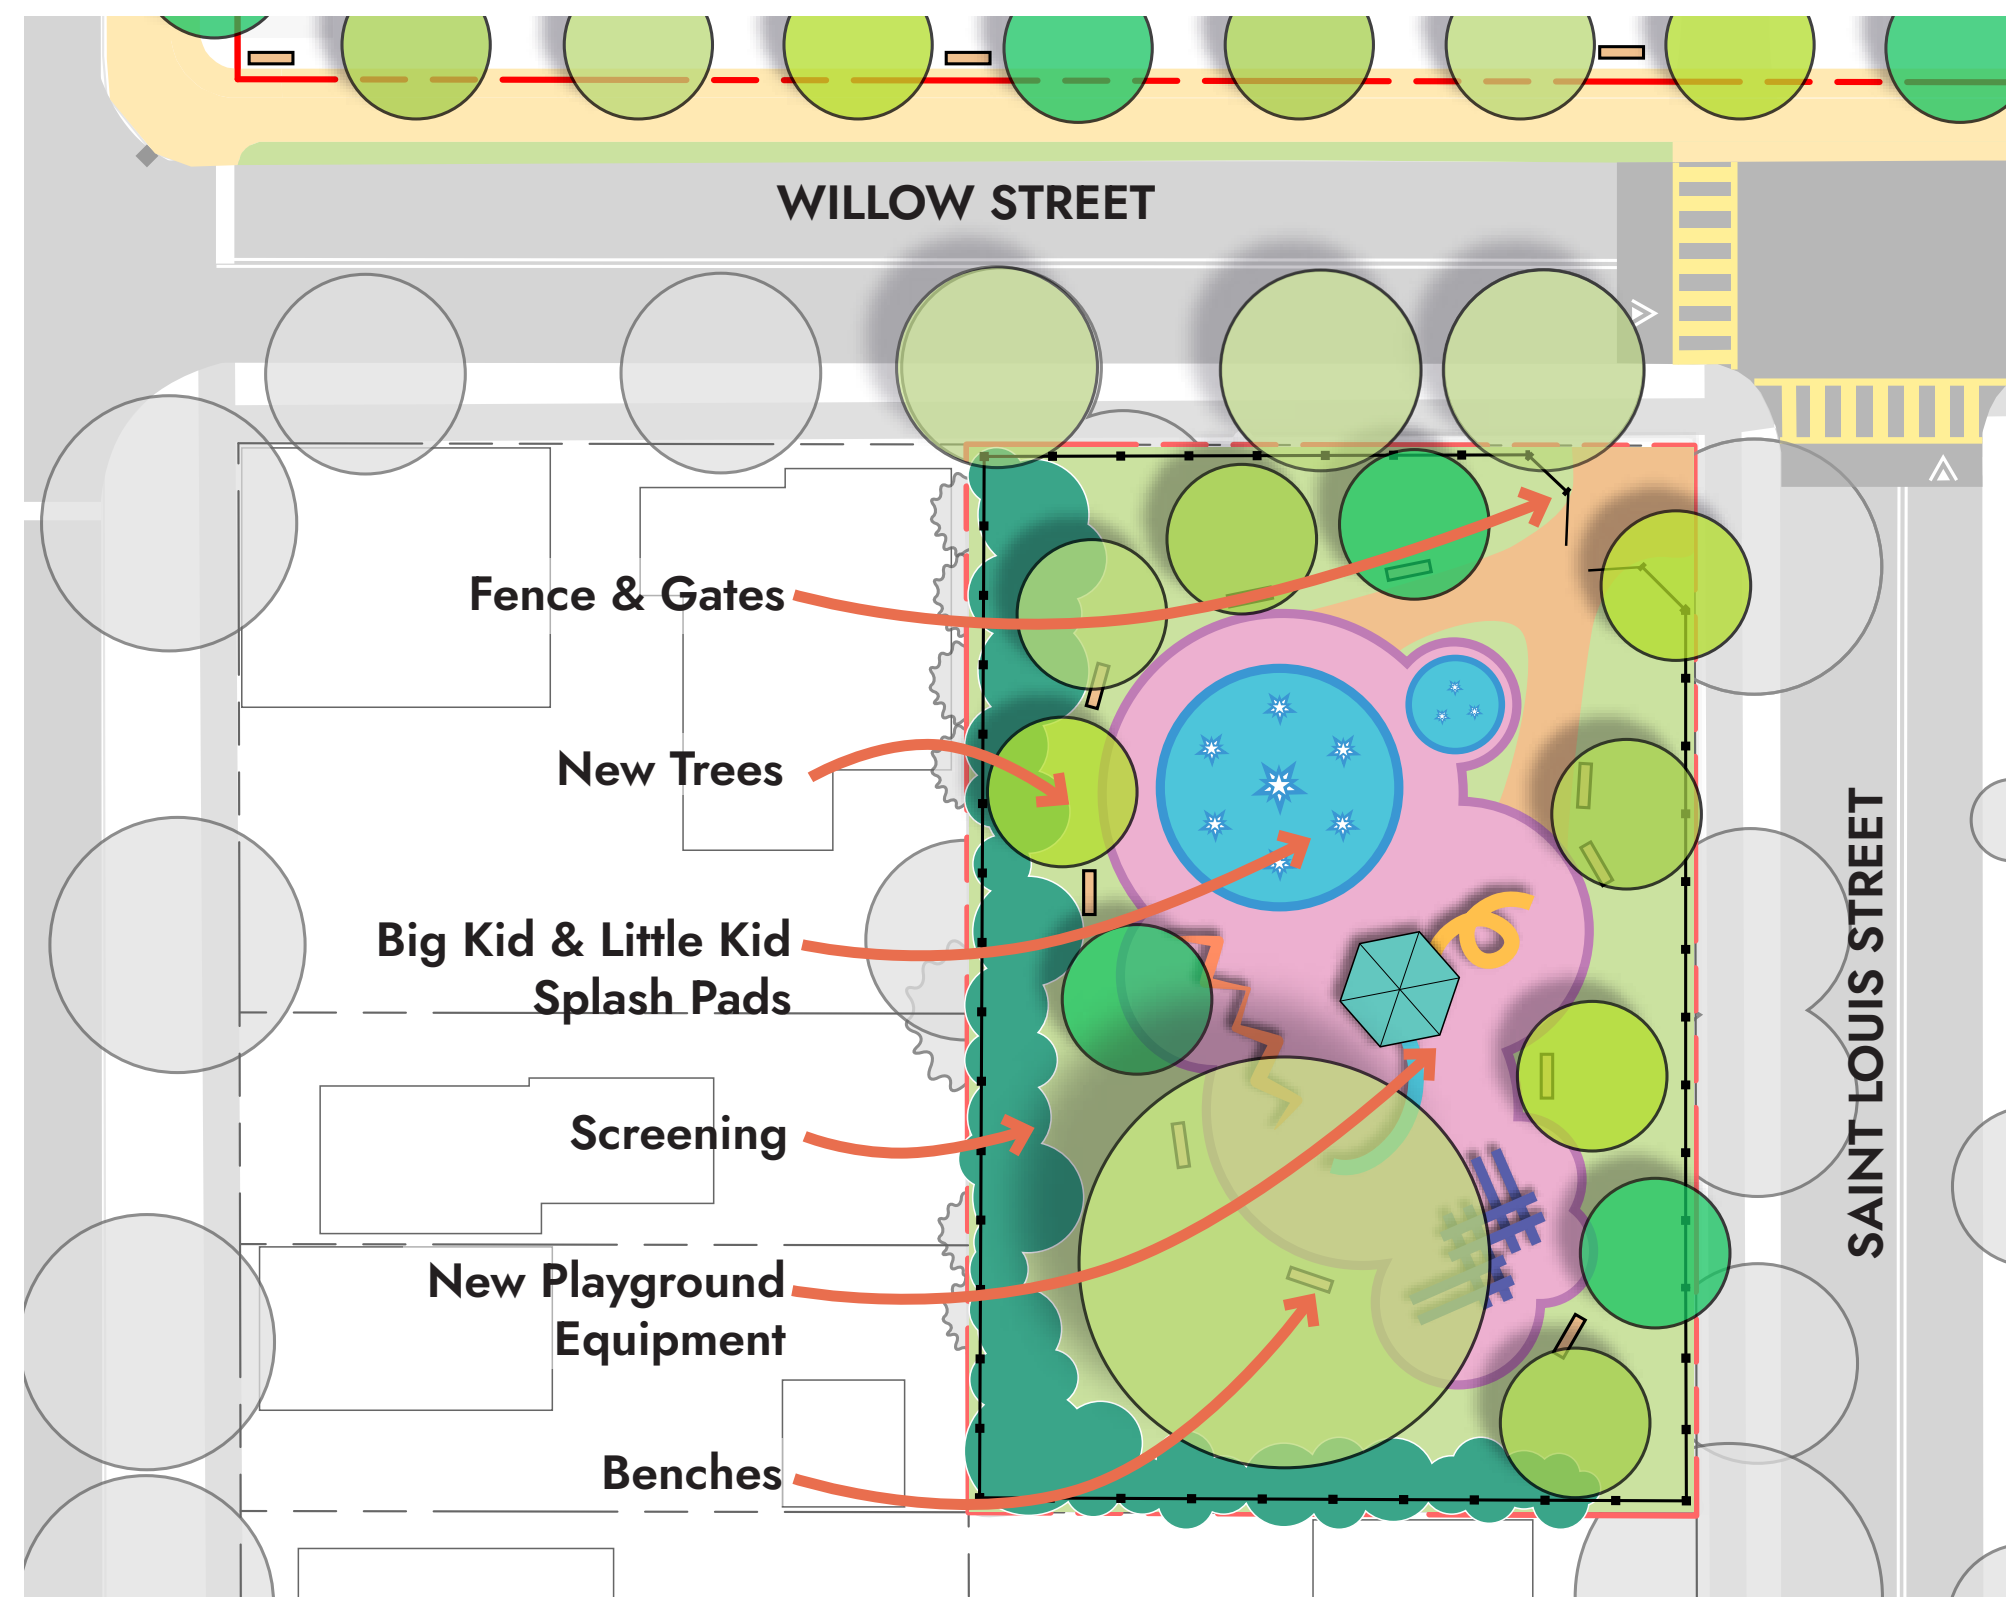 WILLOW STREET
Fence & Gates
New Trees
Big Kid & Little Kid
Splash Pads
Screening
New Playground
Equipment
Benches
SAINT LOUIS STREET